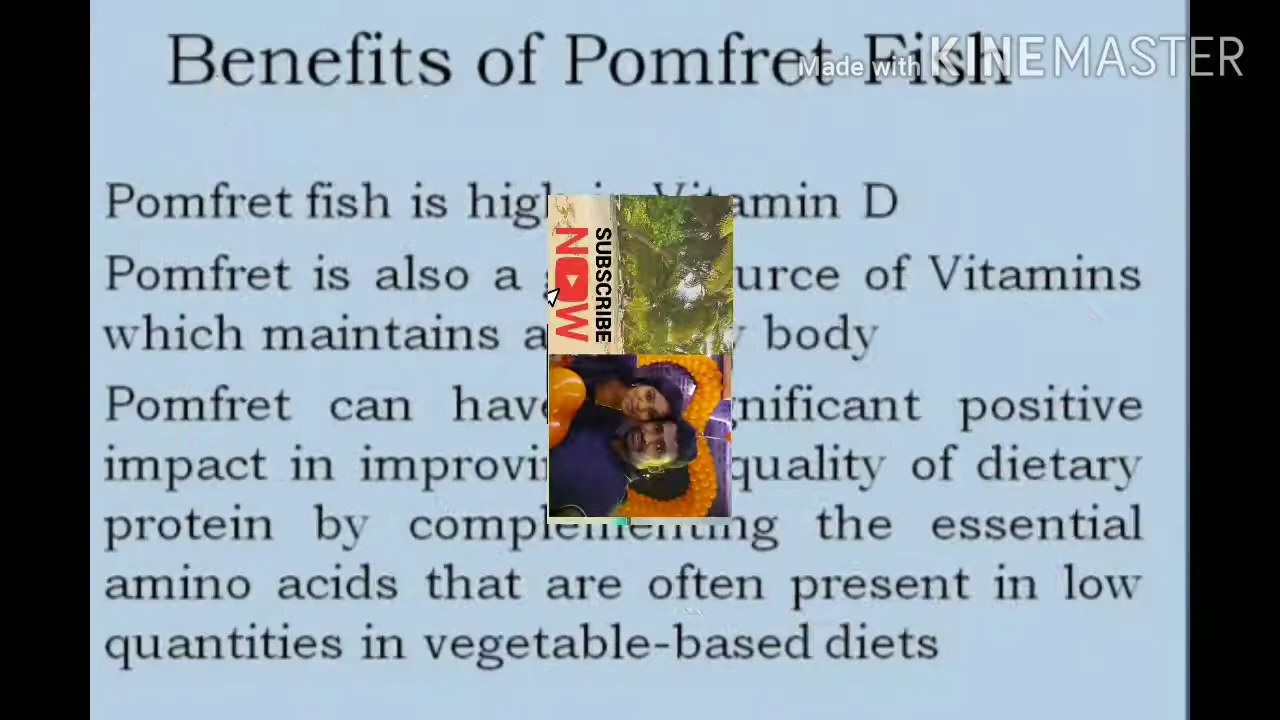 Benefits of Pomfret Fish
Made with KINEMASTER
Pomfret fish is high in Vitamin D
Pomfret is also a urce of Vitamins
which maintains a body
Pomfret can have nificant positive
impact in improvi quality of dietary
protein by complementing the essential
amino acids that are often present in low
quantities in vegetable-based diets
SUBSCRIBE
NOW